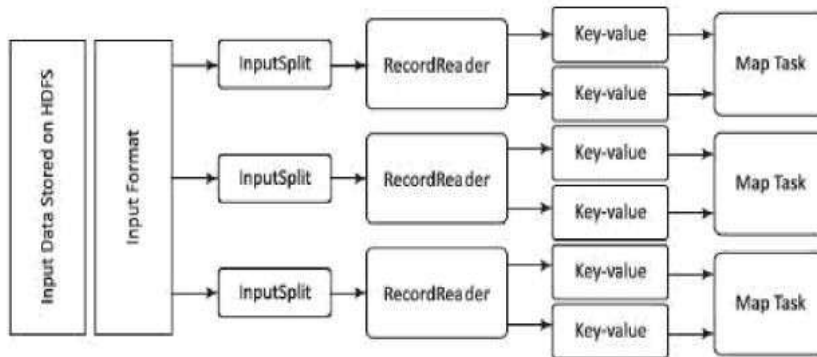 Input Data Stored on HDFS
Input Format
InputSplit
RecordReader
Key-value
Key-value
Map Task
InputSplit
RecordReader
Key-value
Key-value
Map Task
InputSplit
RecordReader
Key-value
Key-value
Map Task